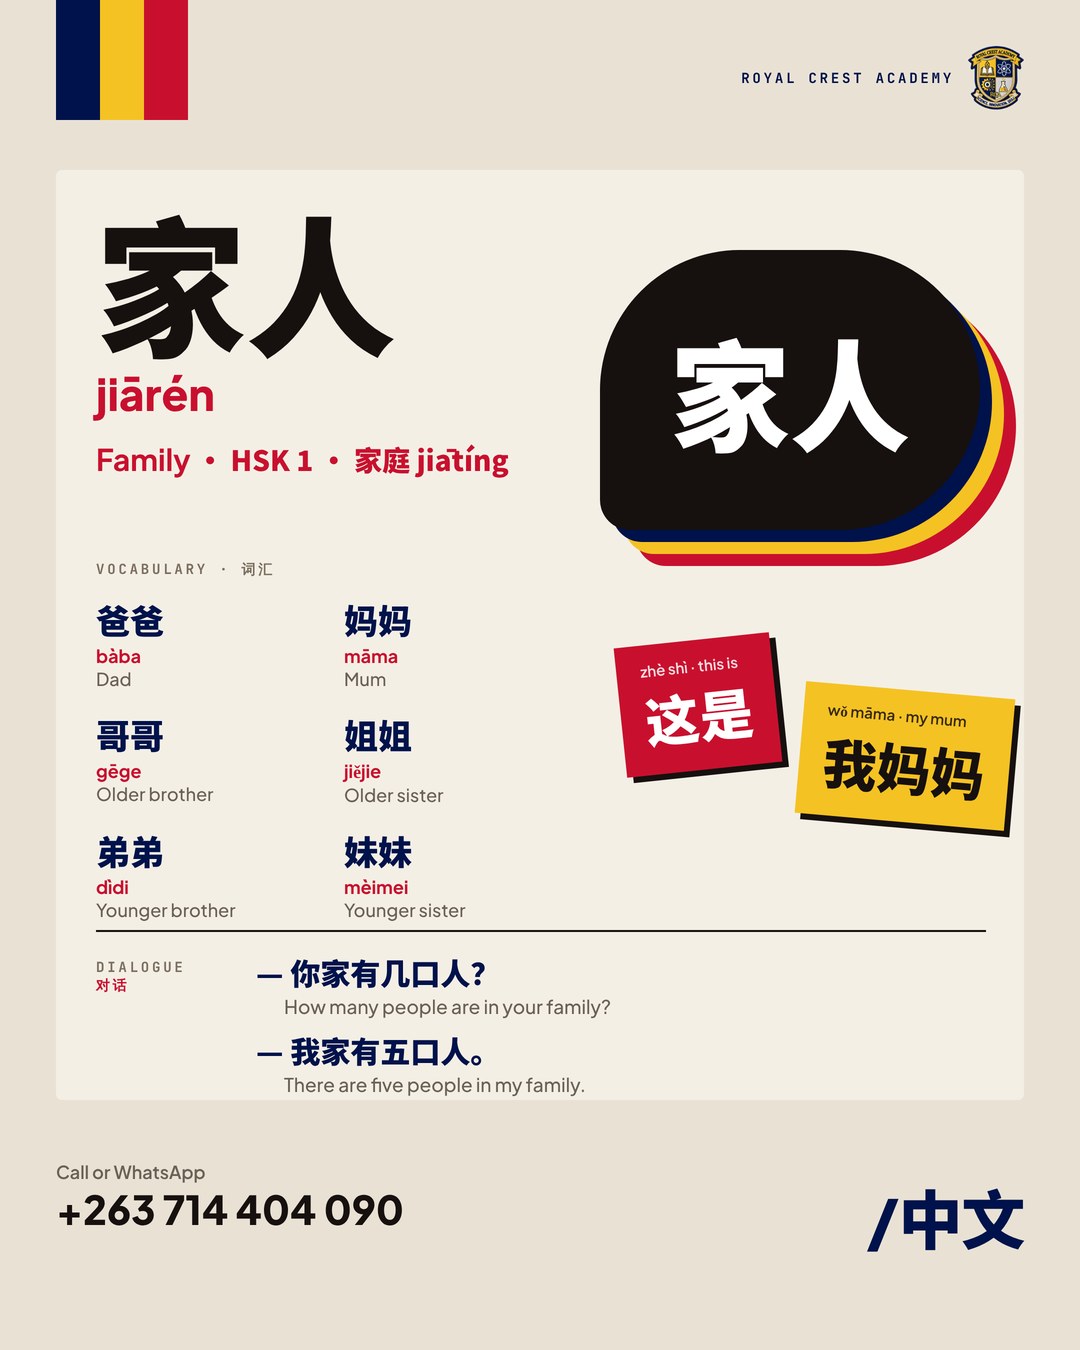 ROYAL CREST ACADEMY
家人
jiārén
Family • HSK 1 • 家庭 jiātíng
家人
VOCABULARY · 词汇
爸爸
bàba
Dad
妈妈
māma
Mum
哥哥
gēge
Older brother
姐姐
jiějie
Older sister
弟弟
dìdi
Younger brother
妹妹
mèimei
Younger sister
zhè shì · this is
这是
wǒ māma · my mum
我妈妈
DIALOGUE
对话
— 你家有几口人?
How many people are in your family?
— 我家有五口人。
There are five people in my family.
Call or WhatsApp
+263 714 404 090
/中文